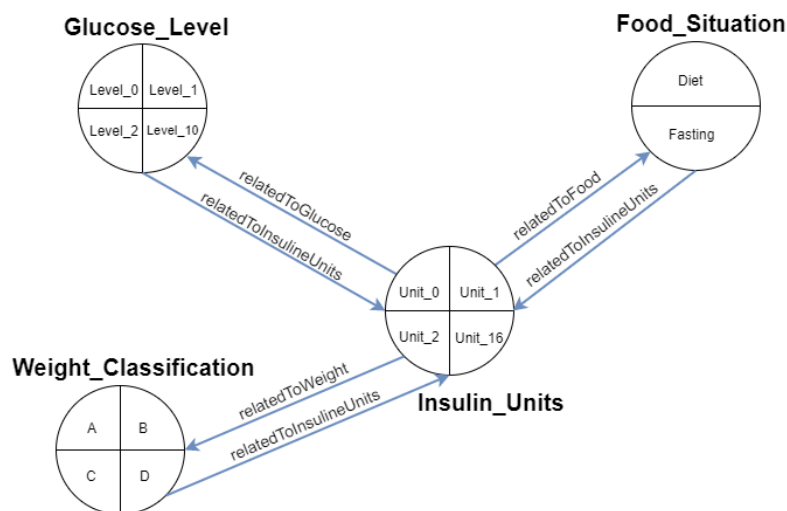 Glucose_Level
Food_Situation
Level_0
Level_1
Level_2
Level_10
Diet
Fasting
relatedToGlucose
relatedToInsulineUnits
relatedToFood
relatedToInsulineUnits
Unit_0
Unit_1
Unit_2
Unit_16
Insulin_Units
Weight_Classification
relatedToWeight
relatedToInsulineUnits
A
B
C
D